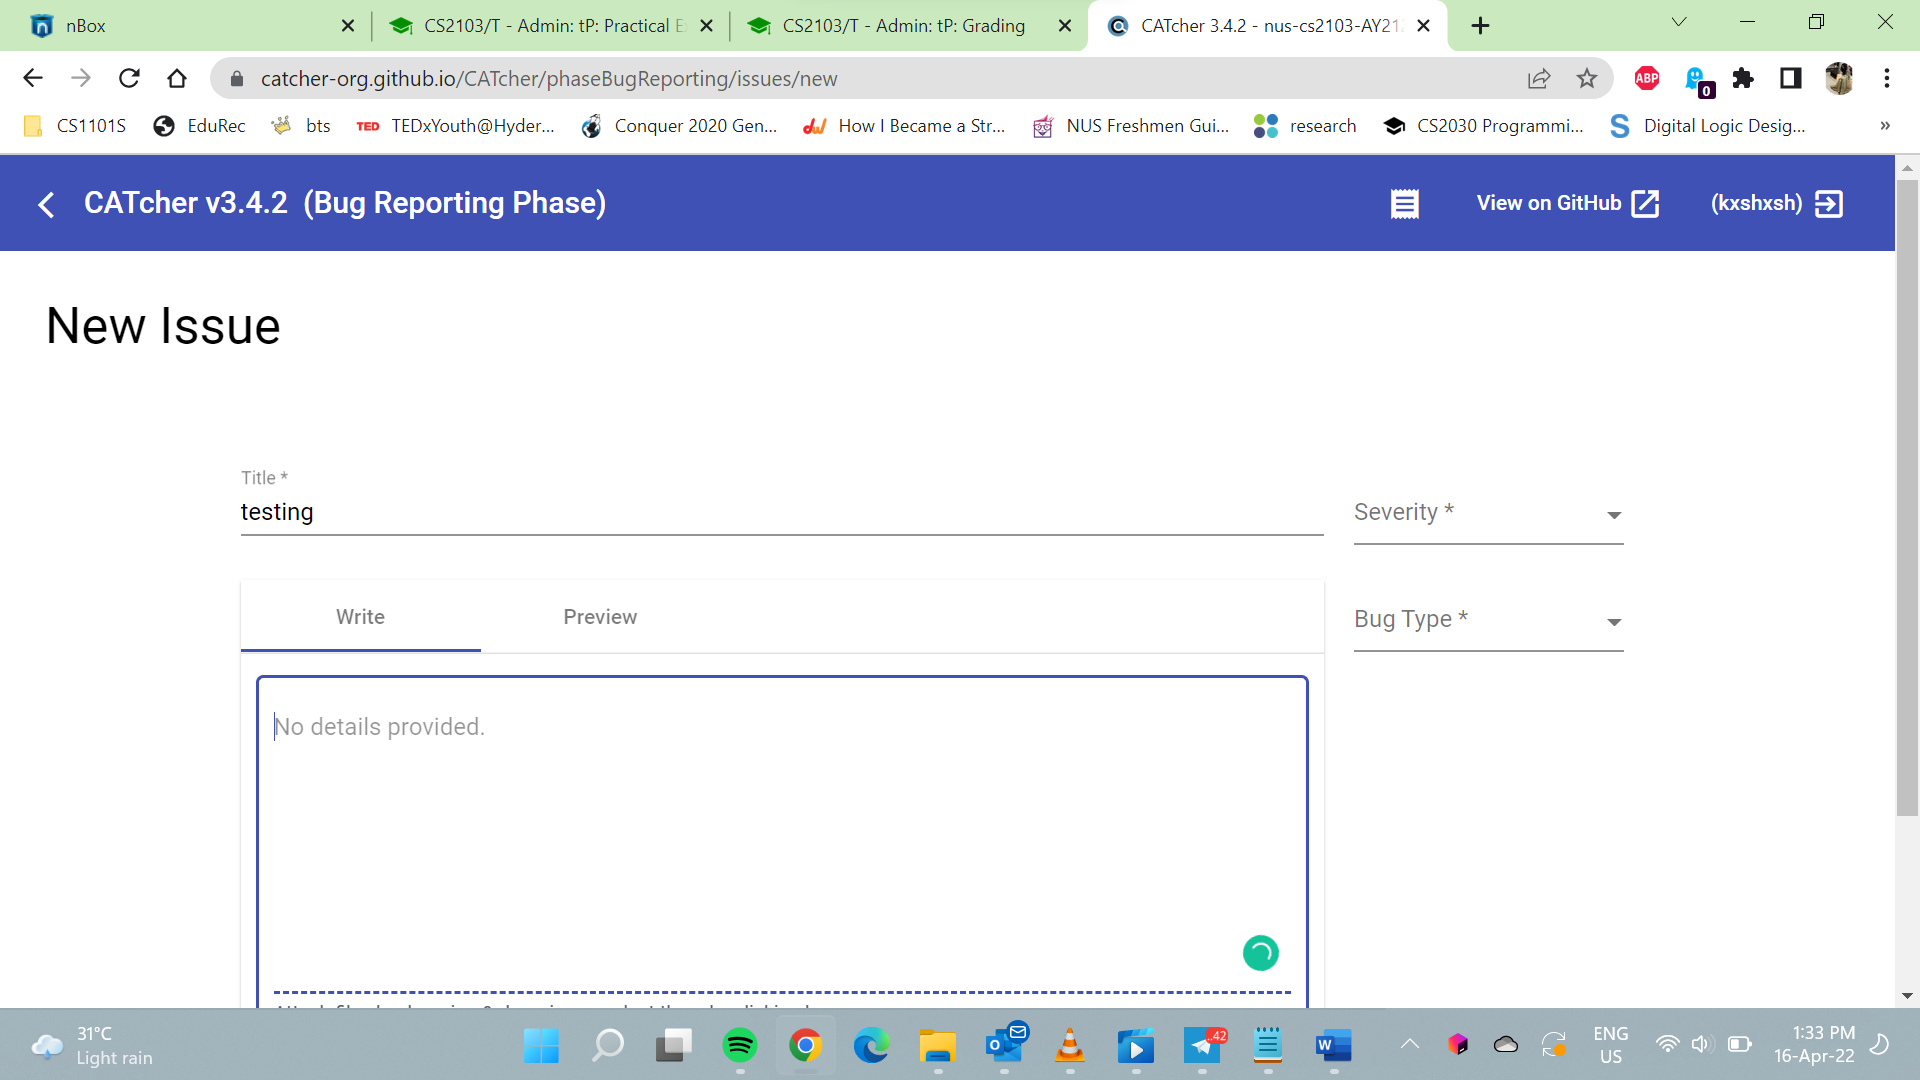 nBox
CS2103/T - Admin: tP: Practical E
CS2103/T - Admin: tP: Grading
CATcher 3.4.2 - nus-cs2103-AY21
catcher-org.github.io/CATcher/phaseBugReporting/issues/new
ABP
0
CS1101S
EduRec
bts
TED TEDxYouth@Hyder...
Conquer 2020 Gen...
How I Became a Str...
NUS Freshmen Gui...
research
CS2030 Programmi...
Digital Logic Desig...
»
CATcher v3.4.2 (Bug Reporting Phase)
View on GitHub
(kxshxsh)
New Issue
Title *
testing
Severity *
Write
Preview
Bug Type *
No details provided.
31°C
Light rain
42
ENG
US
1:33 PM
16-Apr-22